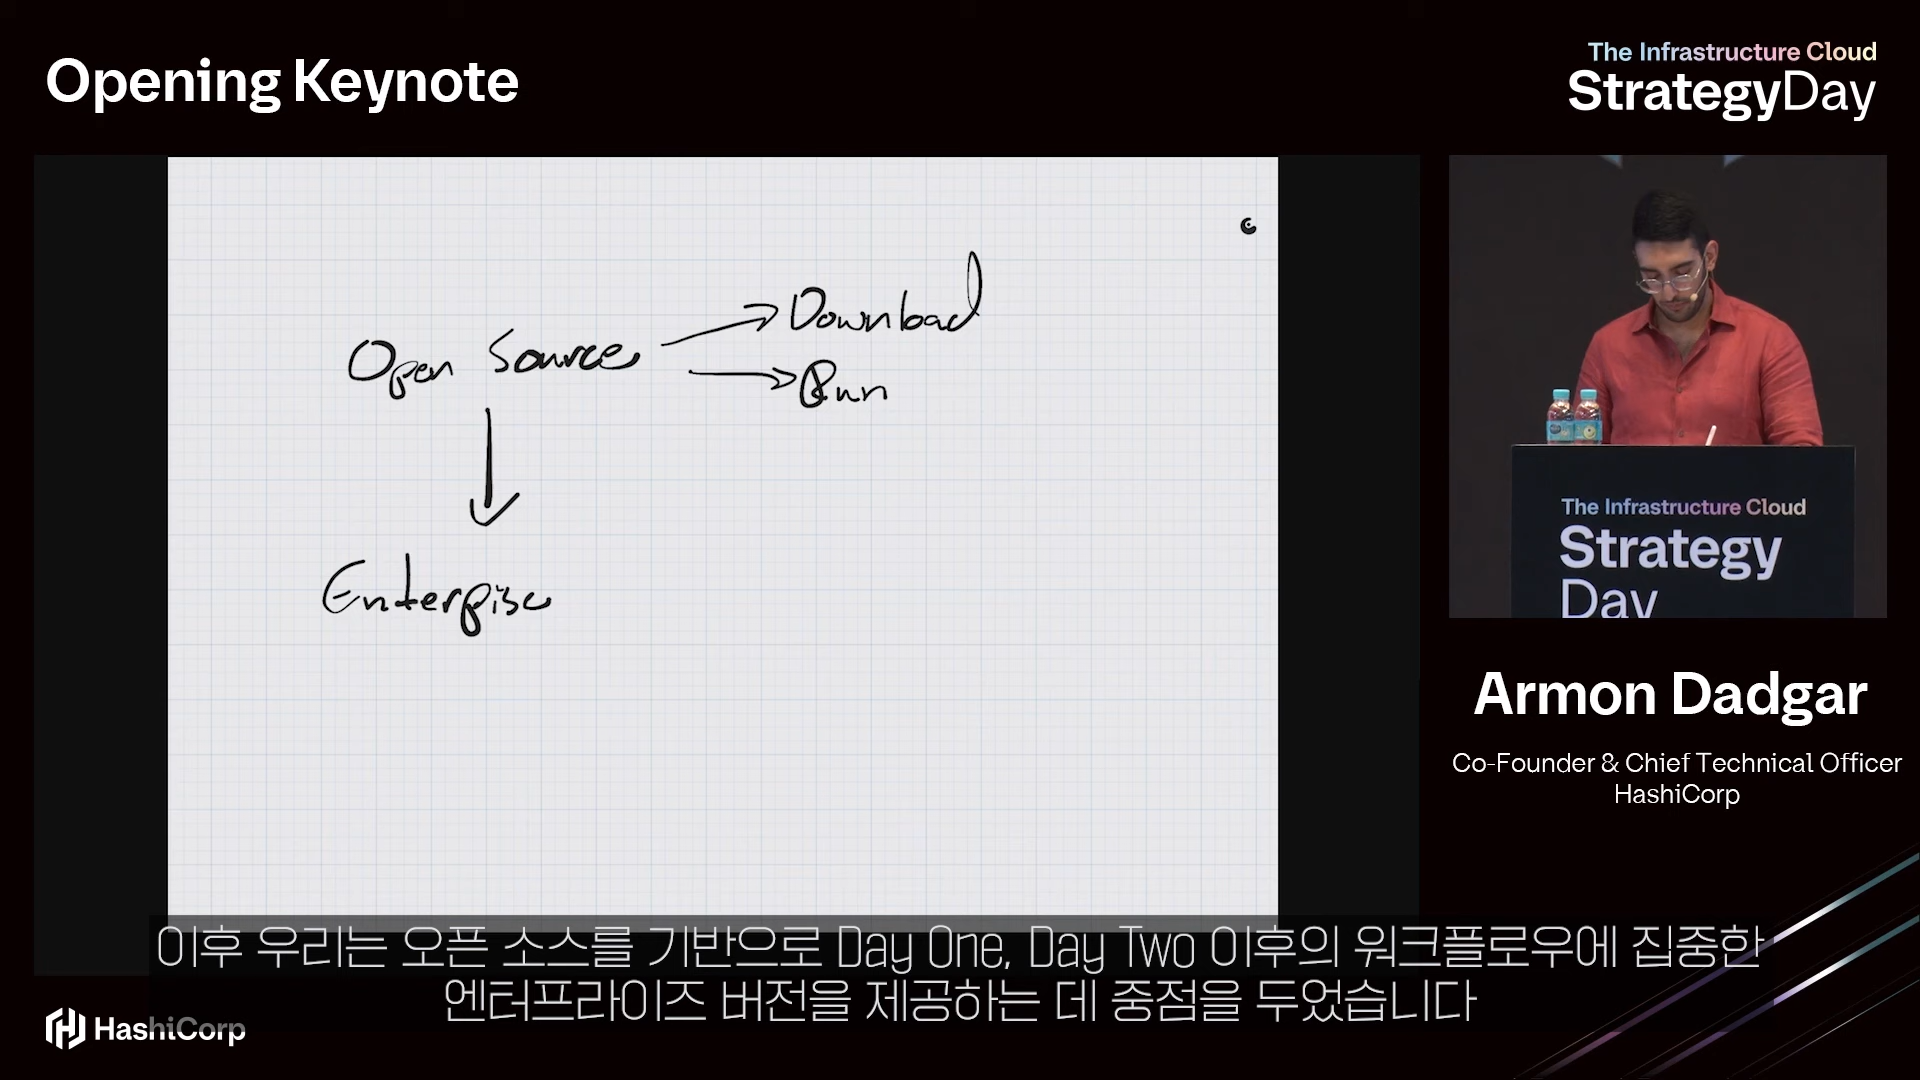 Opening Keynote
The Infrastructure Cloud
StrategyDay
Open Source
Download
Run
Enterpise
The Infrastructure Cloud
Strategy
Day
Armon Dadgar
Co-Founder & Chief Technical Officer
HashiCorp
이후 우리는 오픈 소스를 기반으로 Day One, Day Two 이후의 워크플로우에 집중한
엔터프라이즈 버전을 제공하는 데 중점을 두었습니다
HashiCorp